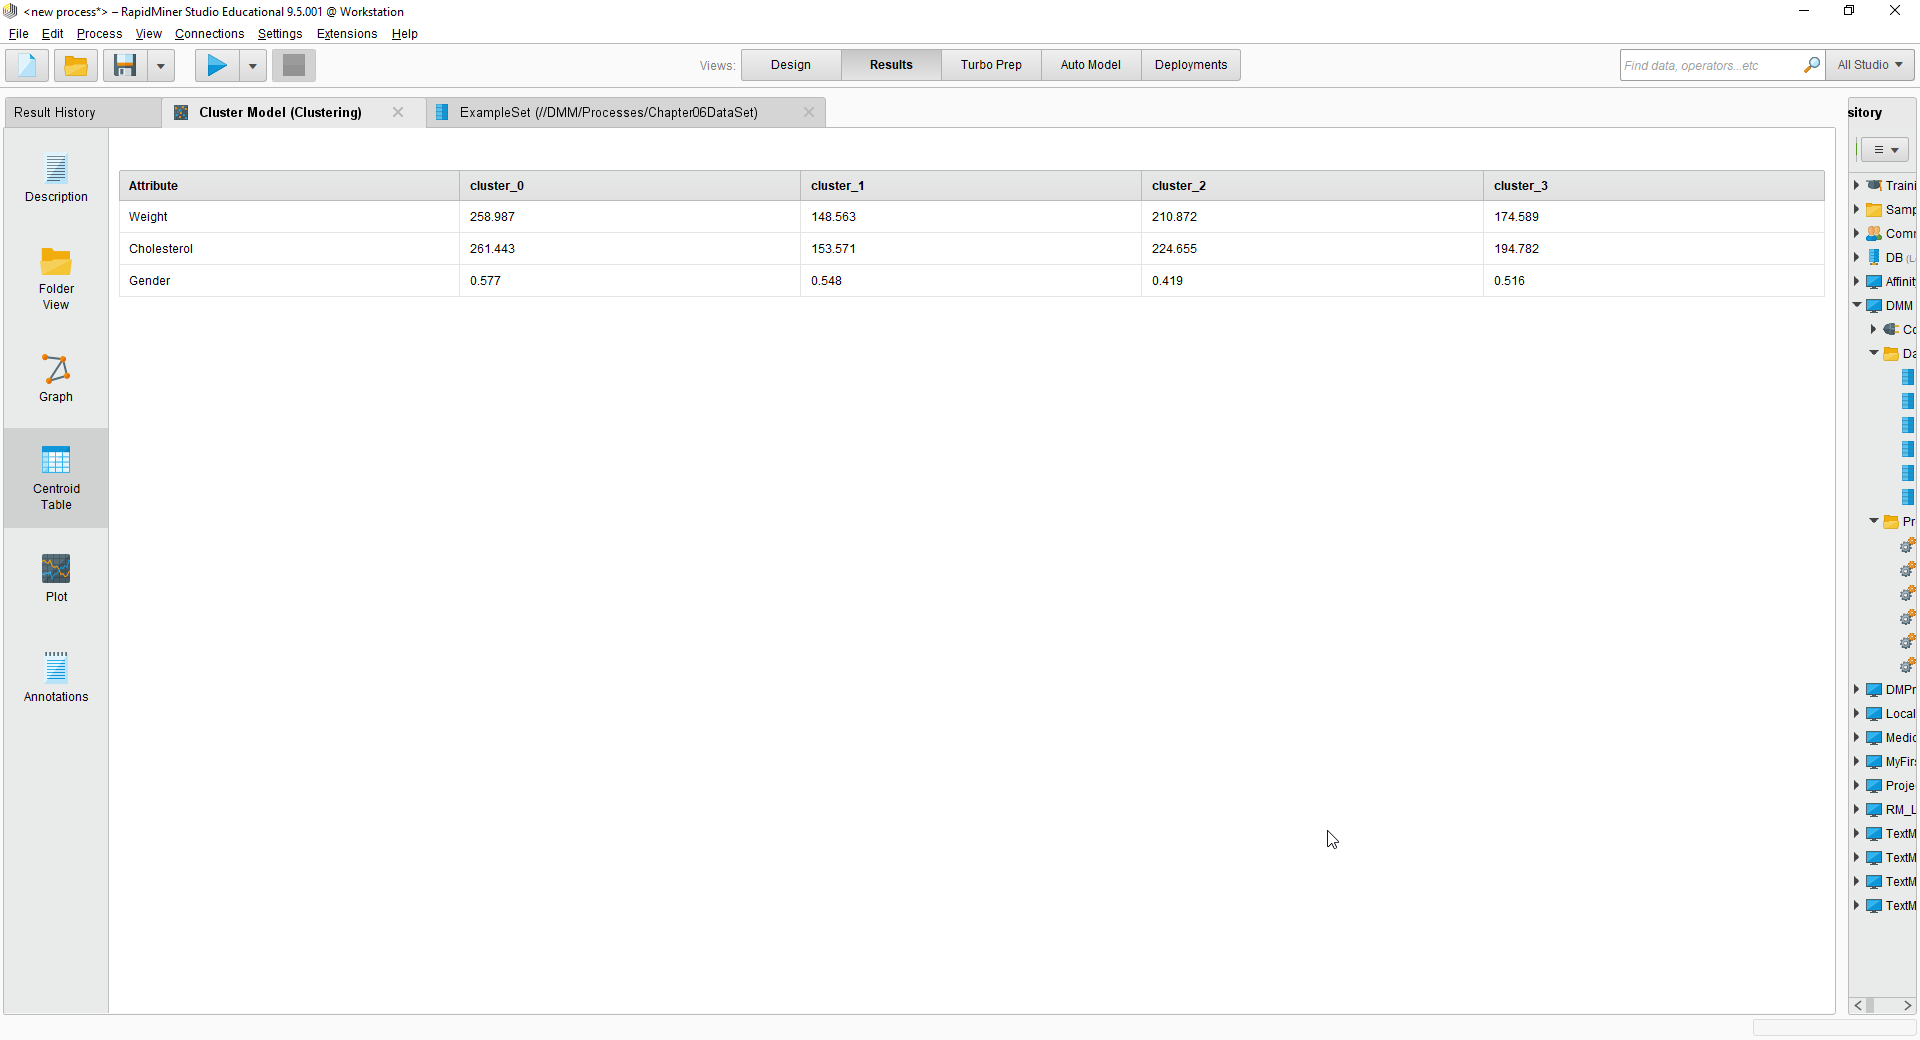 <new process*> – RapidMiner Studio Educational 9.5.001 @ Workstation
File Edit Process View Connections Settings Extensions Help
Views: Design Results Turbo Prep Auto Model Deployments
Find data, operators...etc
All Studio
Result History
Cluster Model (Clustering)
ExampleSet (//DMM/Processes/Chapter06DataSet)
sitory
Description
Folder
View
Graph
Centroid
Table
Plot
Annotations
Attribute cluster_0 cluster_1 cluster_2 cluster_3
Weight 258.987 148.563 210.872 174.589
Cholesterol 261.443 153.571 224.655 194.782
Gender 0.577 0.548 0.419 0.516
Traini
Samp
Comr
DB (L
Affinit
DMM
Co
Da
Pr
DMPr
Local
Medic
MyFirs
Proje
RM_L
TextM
TextM
TextM
TextM